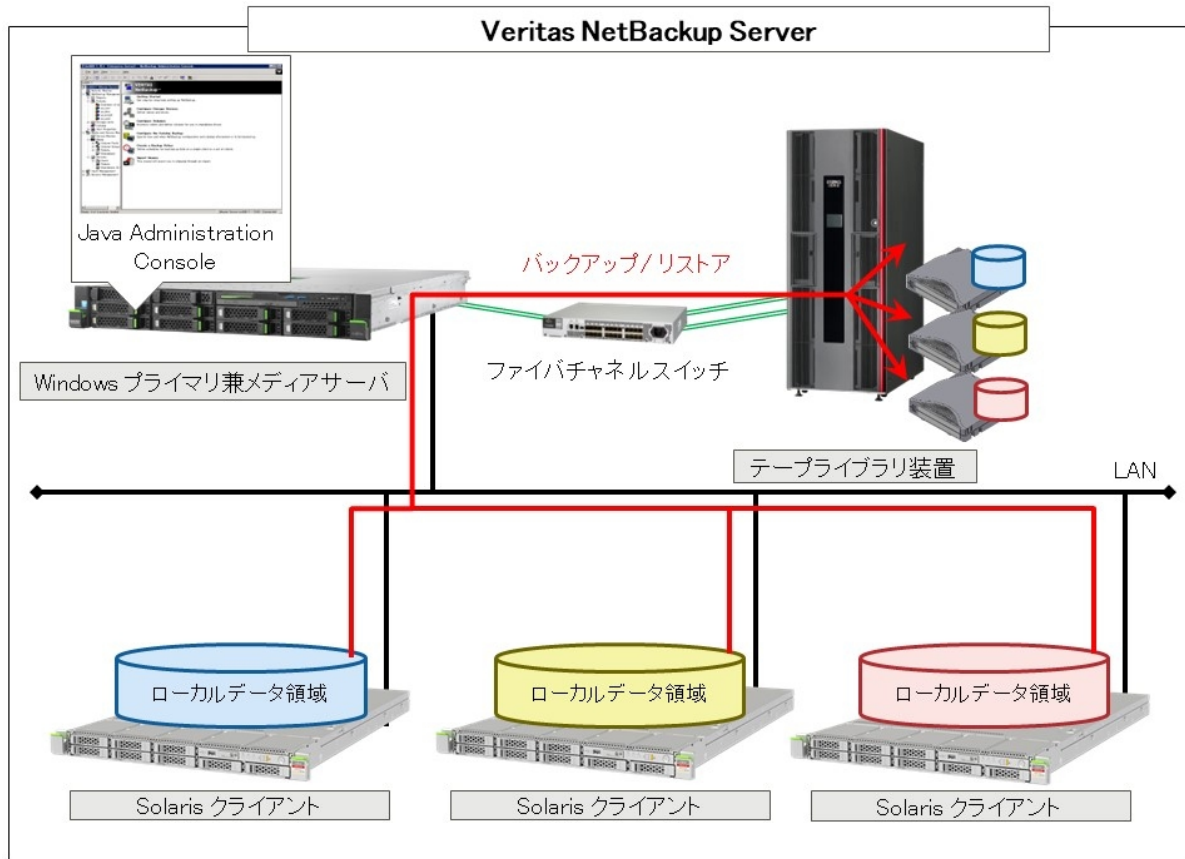 Veritas NetBackup Server
Java Administration
Console
バックアップ/リストア
ファイバチャネルスイッチ
Windows プライマリ兼メディアサーバ
テープライブラリ装置
LAN
ローカルデータ領域
ローカルデータ領域
ローカルデータ領域
Solaris クライアント
Solaris クライアント
Solaris クライアント